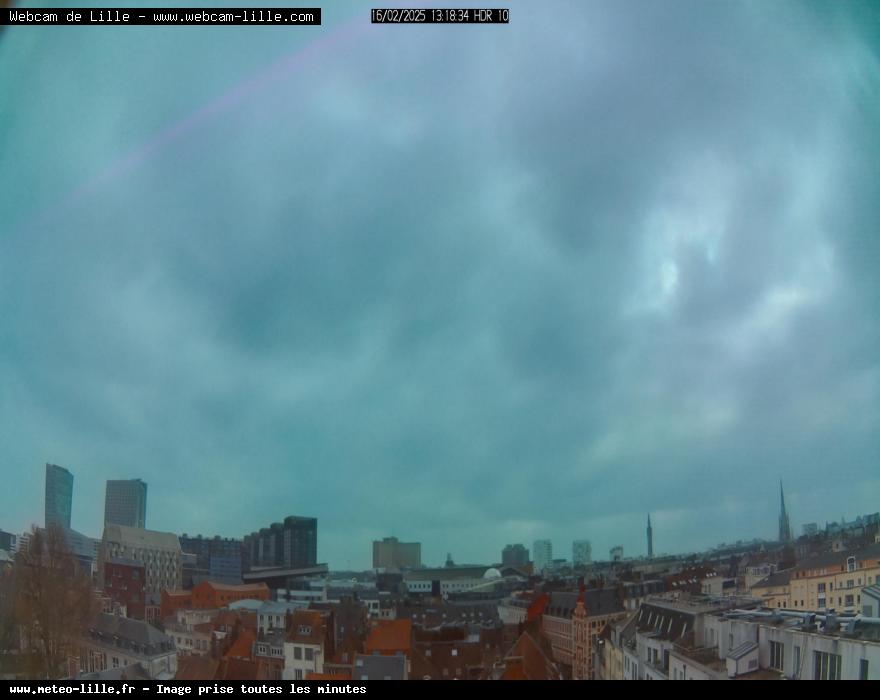 Webcam de Lille - www.webcam-lille.com
16/02/2025 13:18:34 HDR 10
www.meteo-lille.fr - Image prise toutes les minutes